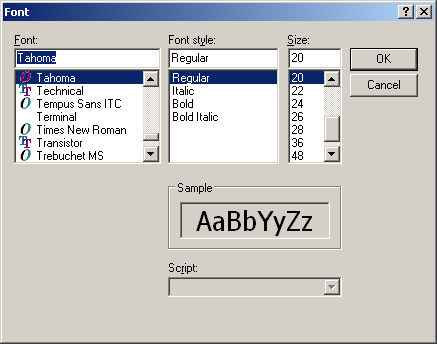 Font
Font:
Font style:
Size:
Tahoma
Regular
20
OK
Cancel
Tahoma
Technical
Tempus Sans ITC
Terminal
Times New Roman
Transistor
Trebuchet MS
Regular
Italic
Bold
Bold Italic
20
22
24
26
28
36
48
Sample
AaBbYyZz
Script: